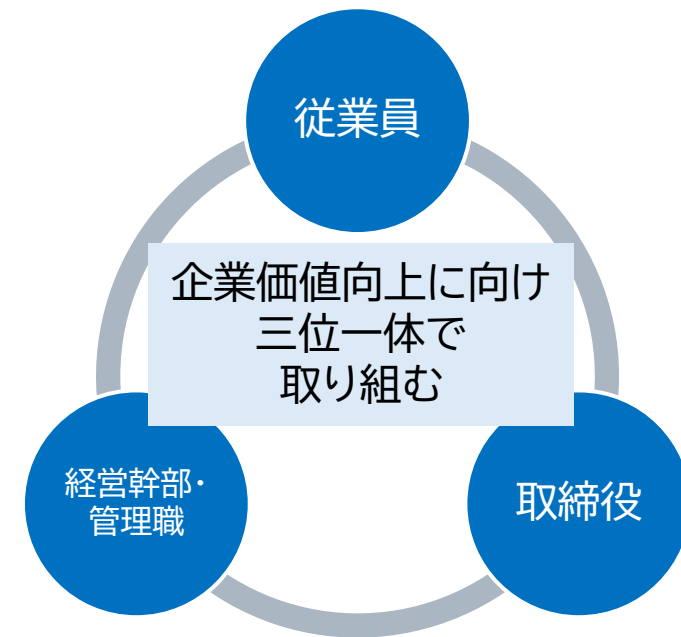 従業員
企業価値向上に向け
三位一体で
取り組む
経営幹部・
管理職
取締役